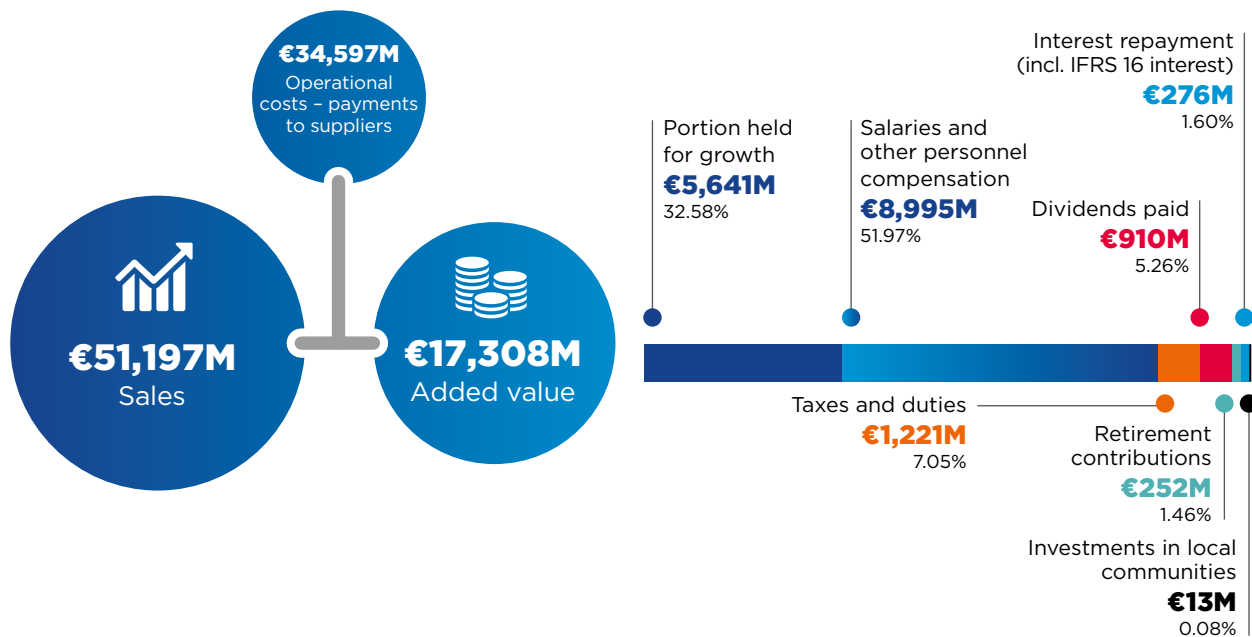 €34,597M
Operational
costs – payments
to suppliers
€51,197M
Sales
€17,308M
Added value
Portion held
for growth
€5,641M
32.58%
Salaries and
other personnel
compensation
€8,995M
51.97%
Interest repayment
(incl. IFRS 16 interest)
€276M
1.60%
Dividends paid
€910M
5.26%
Taxes and duties
€1,221M
7.05%
Retirement
contributions
€252M
1.46%
Investments in local
communities
€13M
0.08%